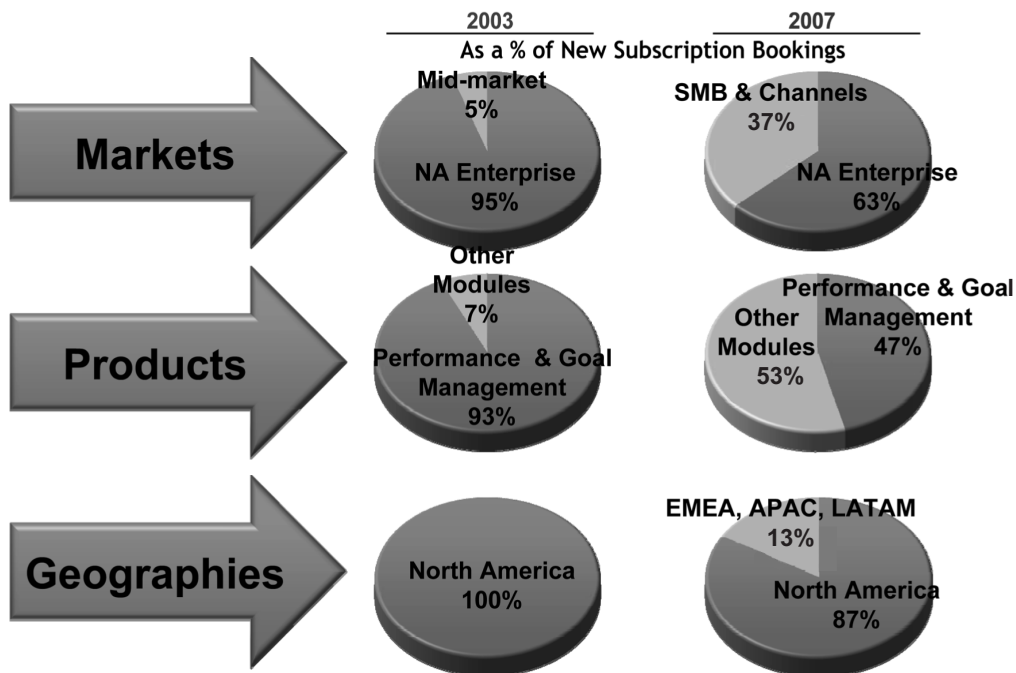 2003
2007
As a % of New Subscription Bookings
Markets
Mid-market
5%
NA Enterprise
95%
SMB & Channels
37%
NA Enterprise
63%
Products
Other
Modules
7%
Performance & Goal
Management
93%
Performance & Goal
Management
47%
Other
Modules
53%
Geographies
North America
100%
EMEA, APAC, LATAM
13%
North America
87%